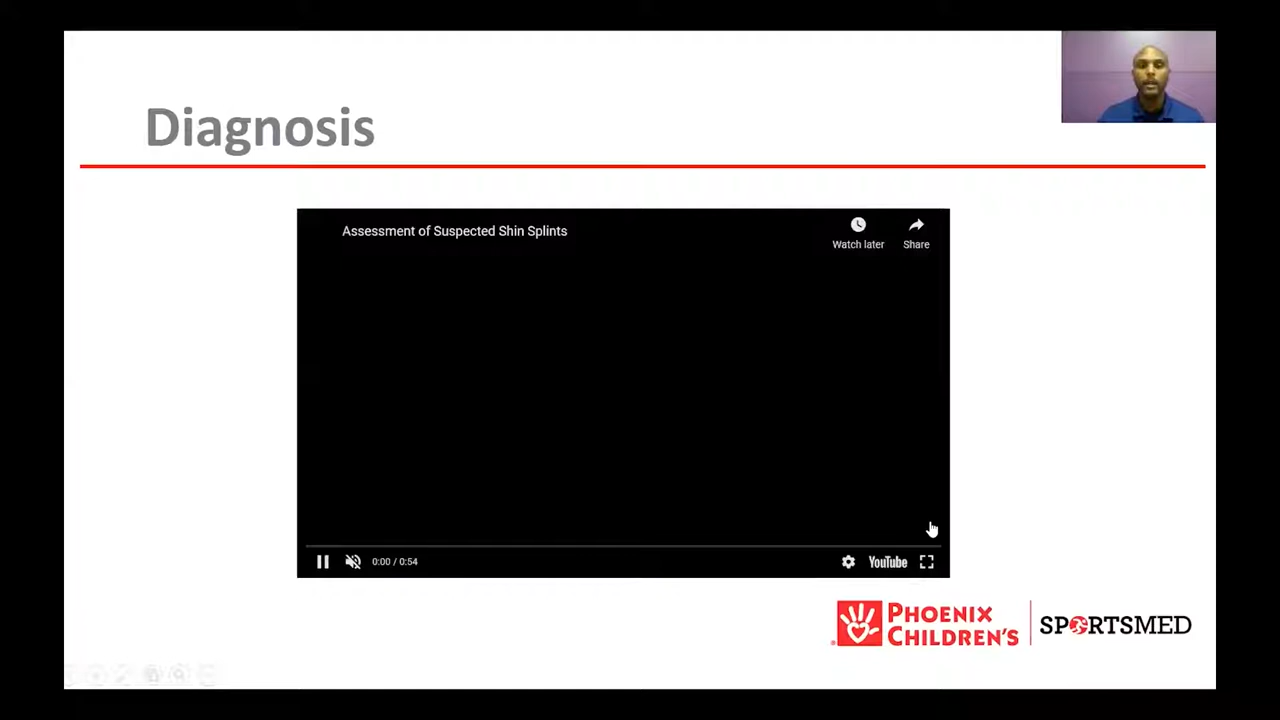 Diagnosis
Assessment of Suspected Shin Splints
Watch later
Share
0:00 / 0:54
YouTube
PHOENIX
CHILDREN'S
SPORTSMED